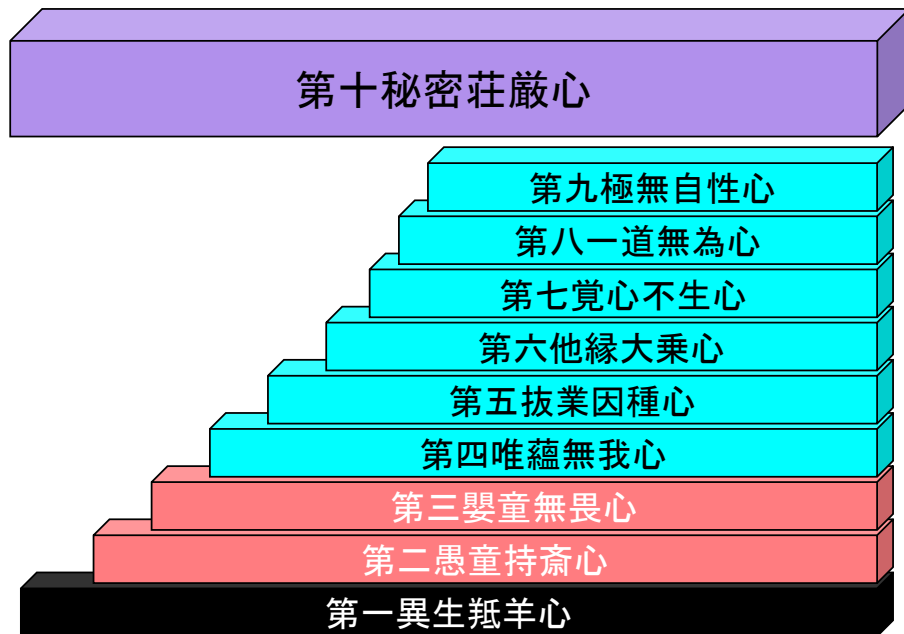 第十秘密荘厳心
第九極無自性心
第八一道無為心
第七覚心不生心
第六他縁大乗心
第五抜業因種心
第四唯蘊無我心
第三嬰童無畏心
第二愚童持斎心
第一異生羝羊心